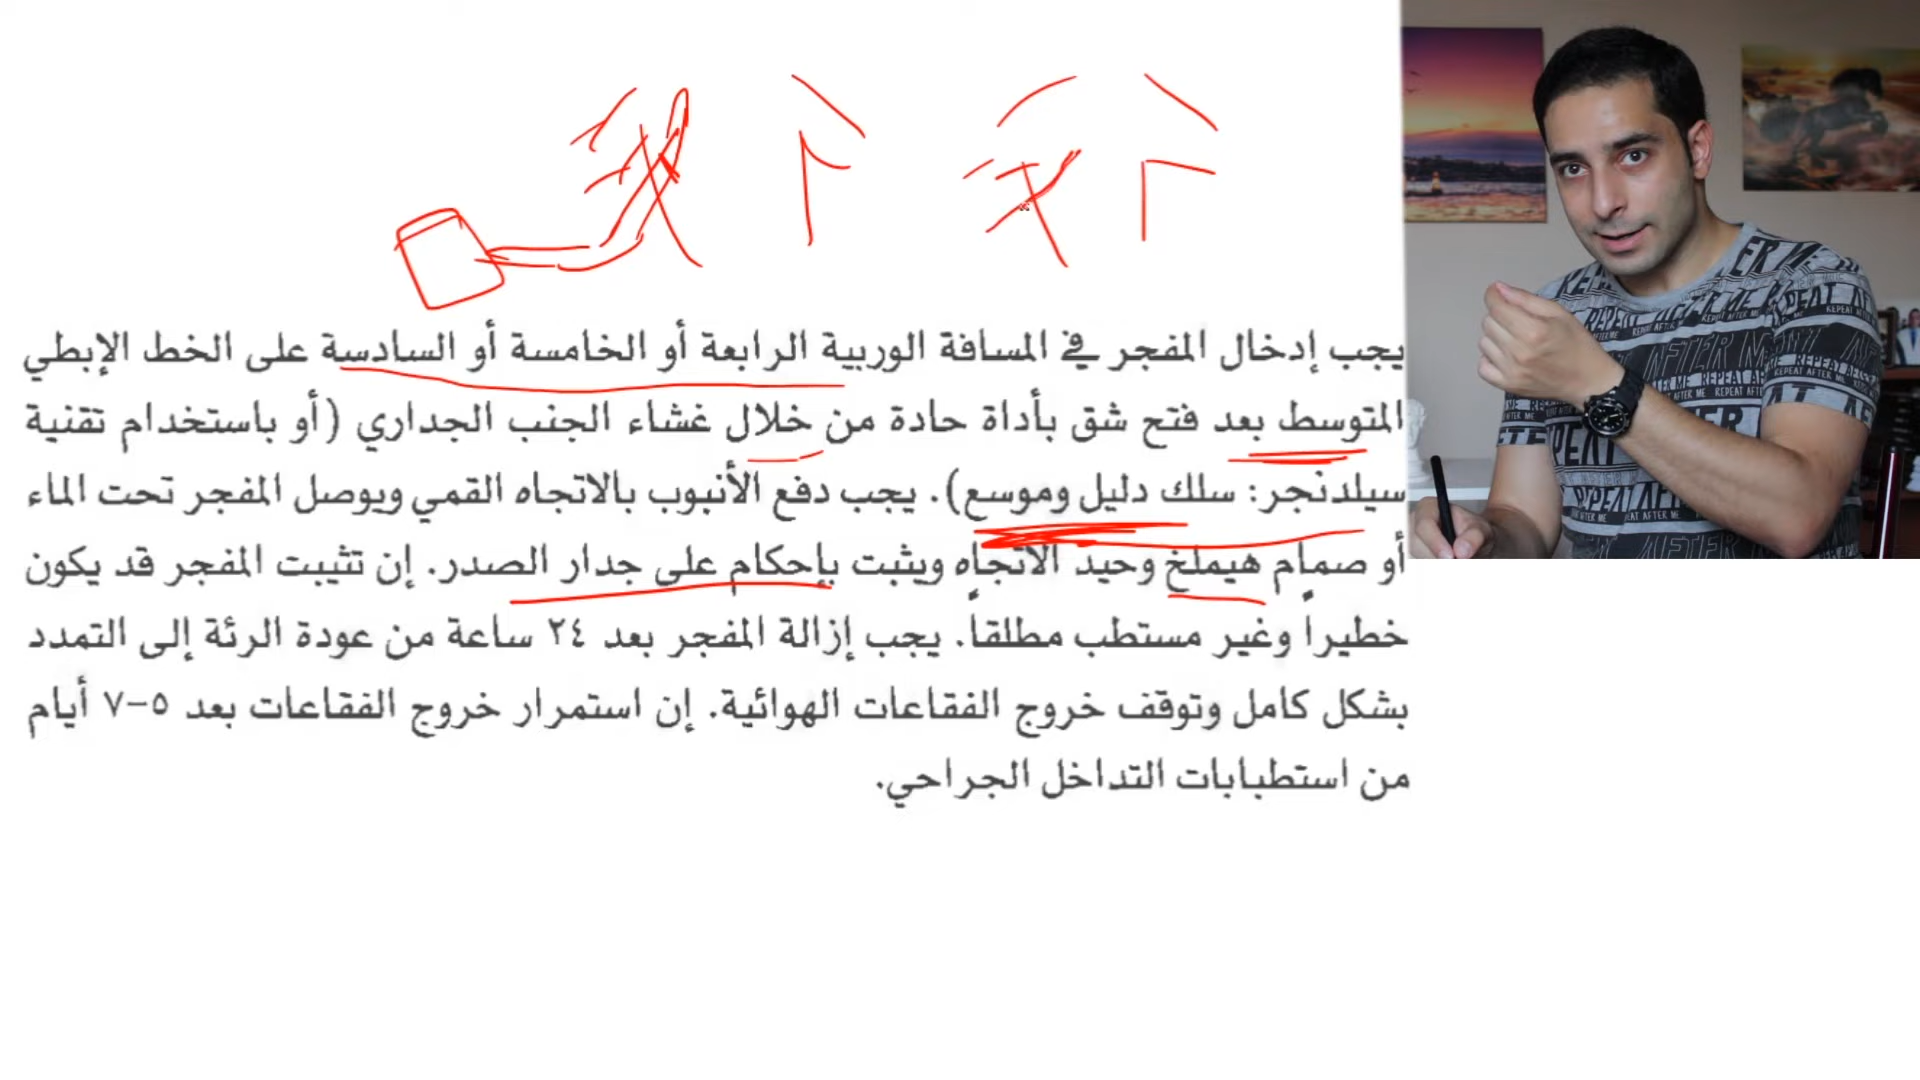 يجب إدخال المفجر في المسافة الوربية الرابعة أو الخامسة أو السادسة على الخط الإبطي
المتوسط بعد فتح شق بأداة حادة من خلال غشاء الجنب الجداري (أو باستخدام تقنية
سيلدنجر: سلك دليل وموسع). يجب دفع الأنبوب بالاتجاه القمي ويوصل المفجر تحت الماء
أو صمام هيملخ وحيد الاتجاه ويثبت بإحكام على جدار الصدر. إن تثبيت المفجر قد يكون
خطيراً وغير مستطب مطلقاً. يجب إزالة المفجر بعد ٢٤ ساعة من عودة الرئة إلى التمدد
بشكل كامل وتوقف خروج الفقاعات الهوائية. إن استمرار خروج الفقاعات بعد ٥-٧ أيام
من استطبابات التداخل الجراحي.
REPEAT AFTER ME